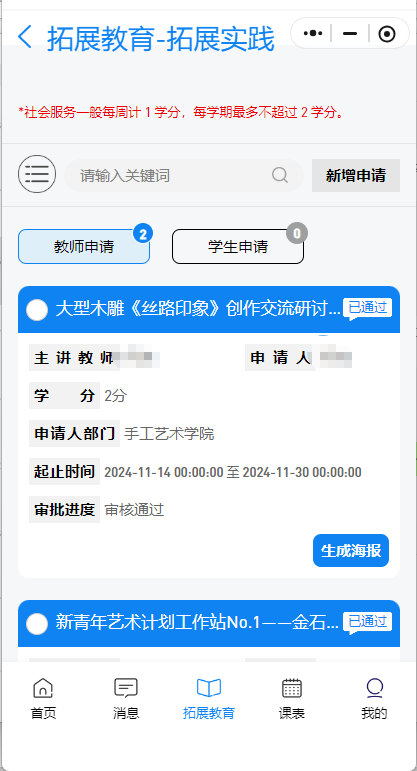 拓展教育-拓展实践
*社会服务一般每周计 1 学分，每学期最多不超过 2 学分。
请输入关键词
新增申请
教师申请 2
学生申请 0
大型木雕《丝路印象》创作交流研讨... 已通过
主讲教师 申请人
学分 2分
申请人部门 手工艺术学院
起止时间 2024-11-14 00:00:00 至 2024-11-30 00:00:00
审批进度 审核通过
生成海报
新青年艺术计划工作站No.1——金石... 已通过
首页 消息 拓展教育 课表 我的